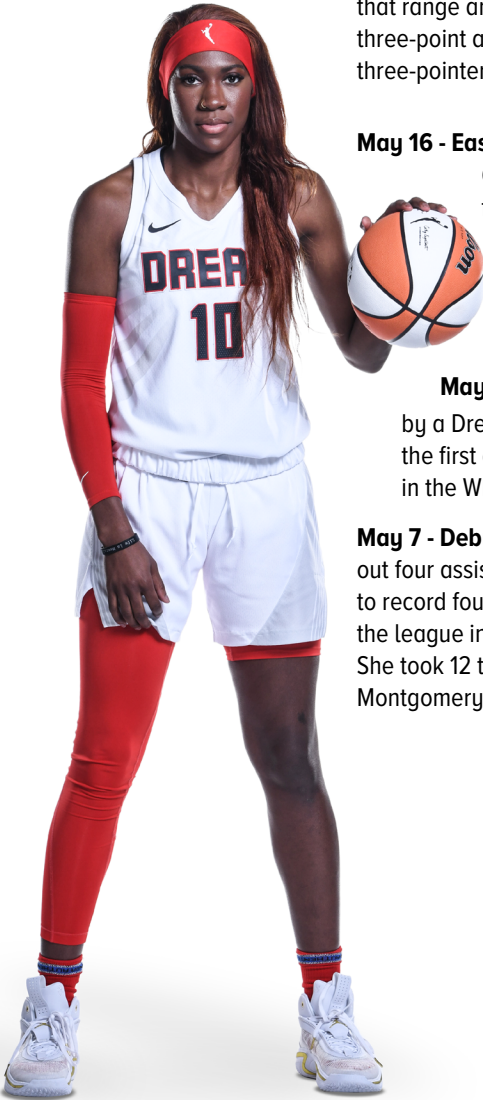 that range a
three-point a
three-pointer
May 16 - Eas
DREA
10
May
by a Dre
the first
in the W
May 7 - Deb
out four assis
to record fou
the league in
She took 12 t
Montgomery